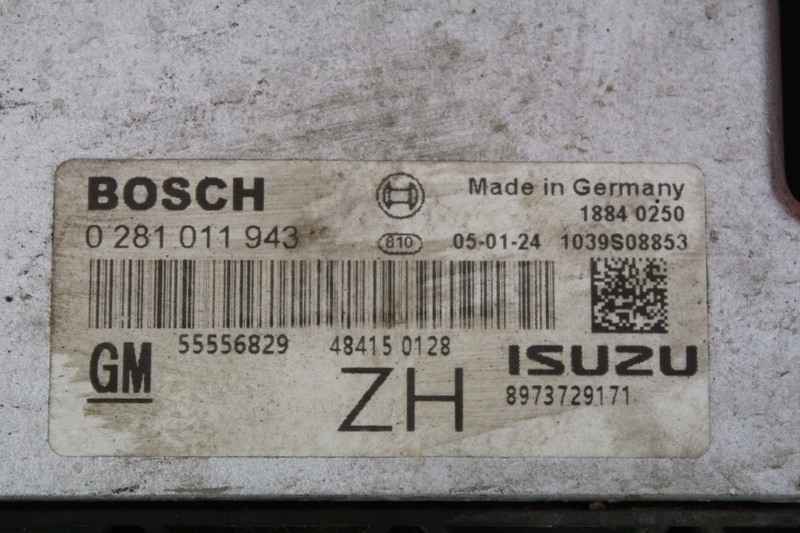 BOSCH Made in Germany
1884 0250
0 281 011 943 810 05-01-24 1039S08853
55556829 48415 0128 ISUZU
GM ZH 8973729171